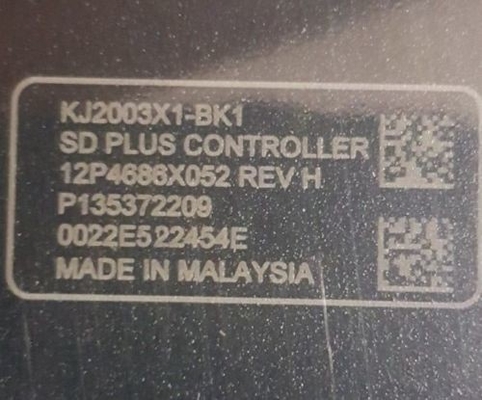 KJ2003X1-BK1
SD PLUS CONTROLLER
12P4686X052 REV H
P135372209
0022E522454E
MADE IN MALAYSIA